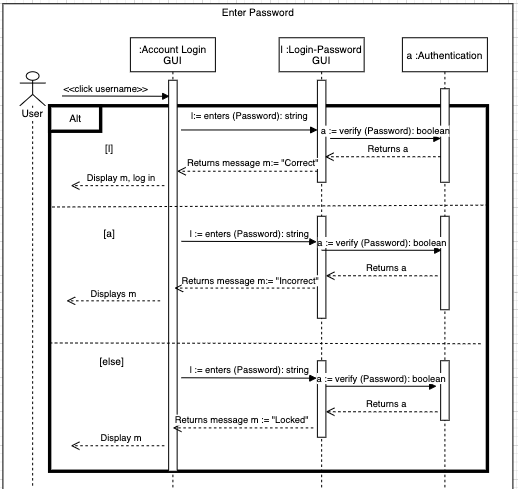 Enter Password
:Account Login
GUI
l :Login-Password
GUI
a :Authentication
User
<<click username>>
Alt
[l]
l:= enters (Password): string
a := verify (Password): boolean
Returns a
Returns message m:= "Correct"
Display m, log in
[a]
l := enters (Password): string
a := verify (Password): boolean
Returns a
Returns message m:= "Incorrect"
Displays m
[else]
l := enters (Password): string
a := verify (Password): boolean
Returns a
Returns message m := "Locked"
Display m